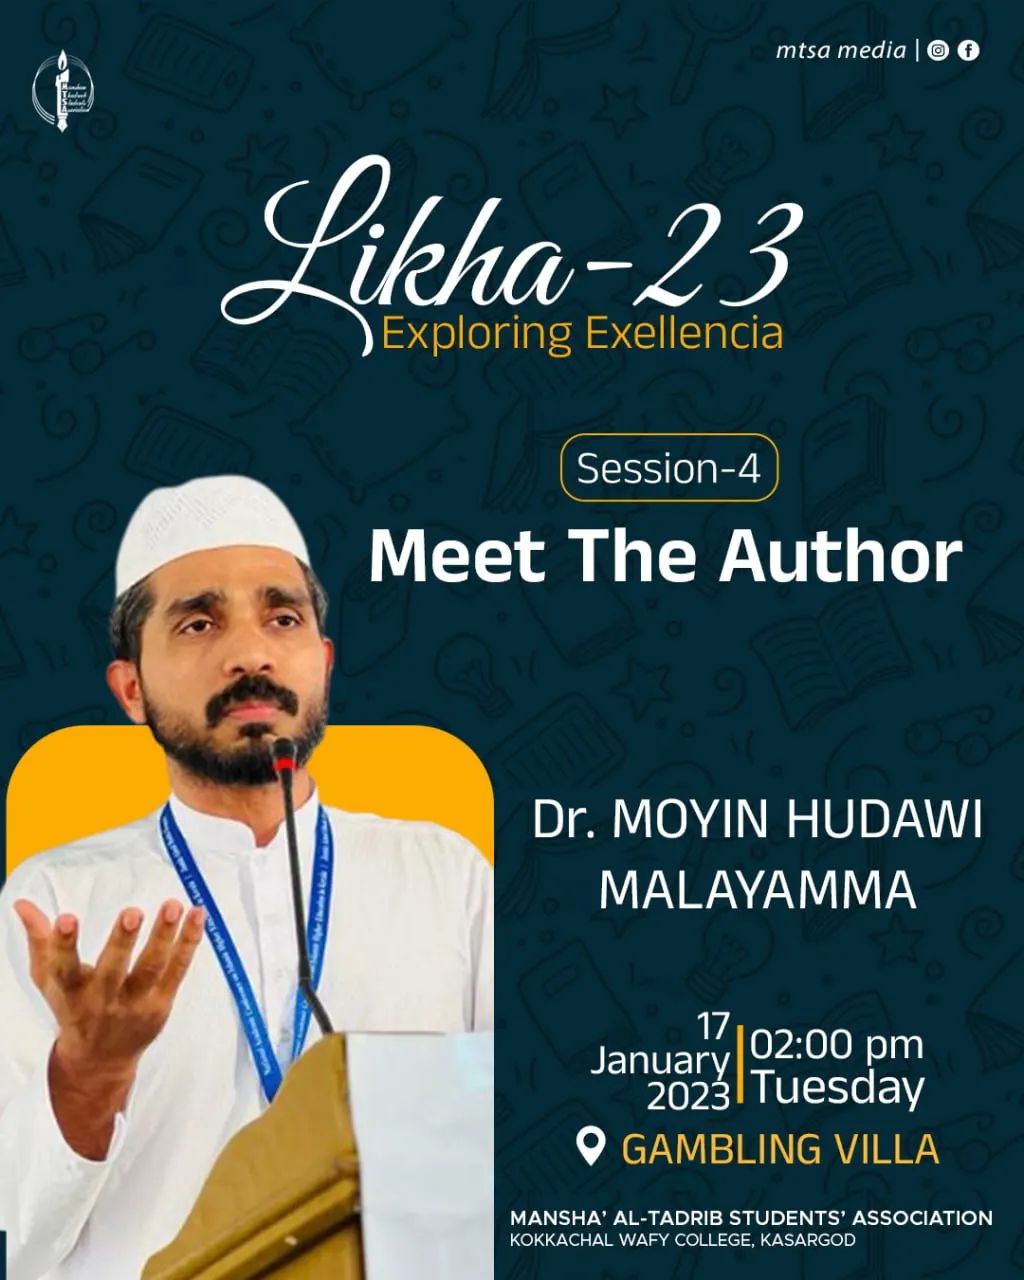 mtsa media |
Likha-23
Exploring Exellencia
Session-4
Meet The Author
Dr. MOYIN HUDAWI
MALAYAMMA
17
January
2023
02:00 pm
Tuesday
GAMBLING VILLA
MANSHA' AL-TADRIB STUDENTS' ASSOCIATION
KOKKACHAL WAFY COLLEGE, KASARGOD